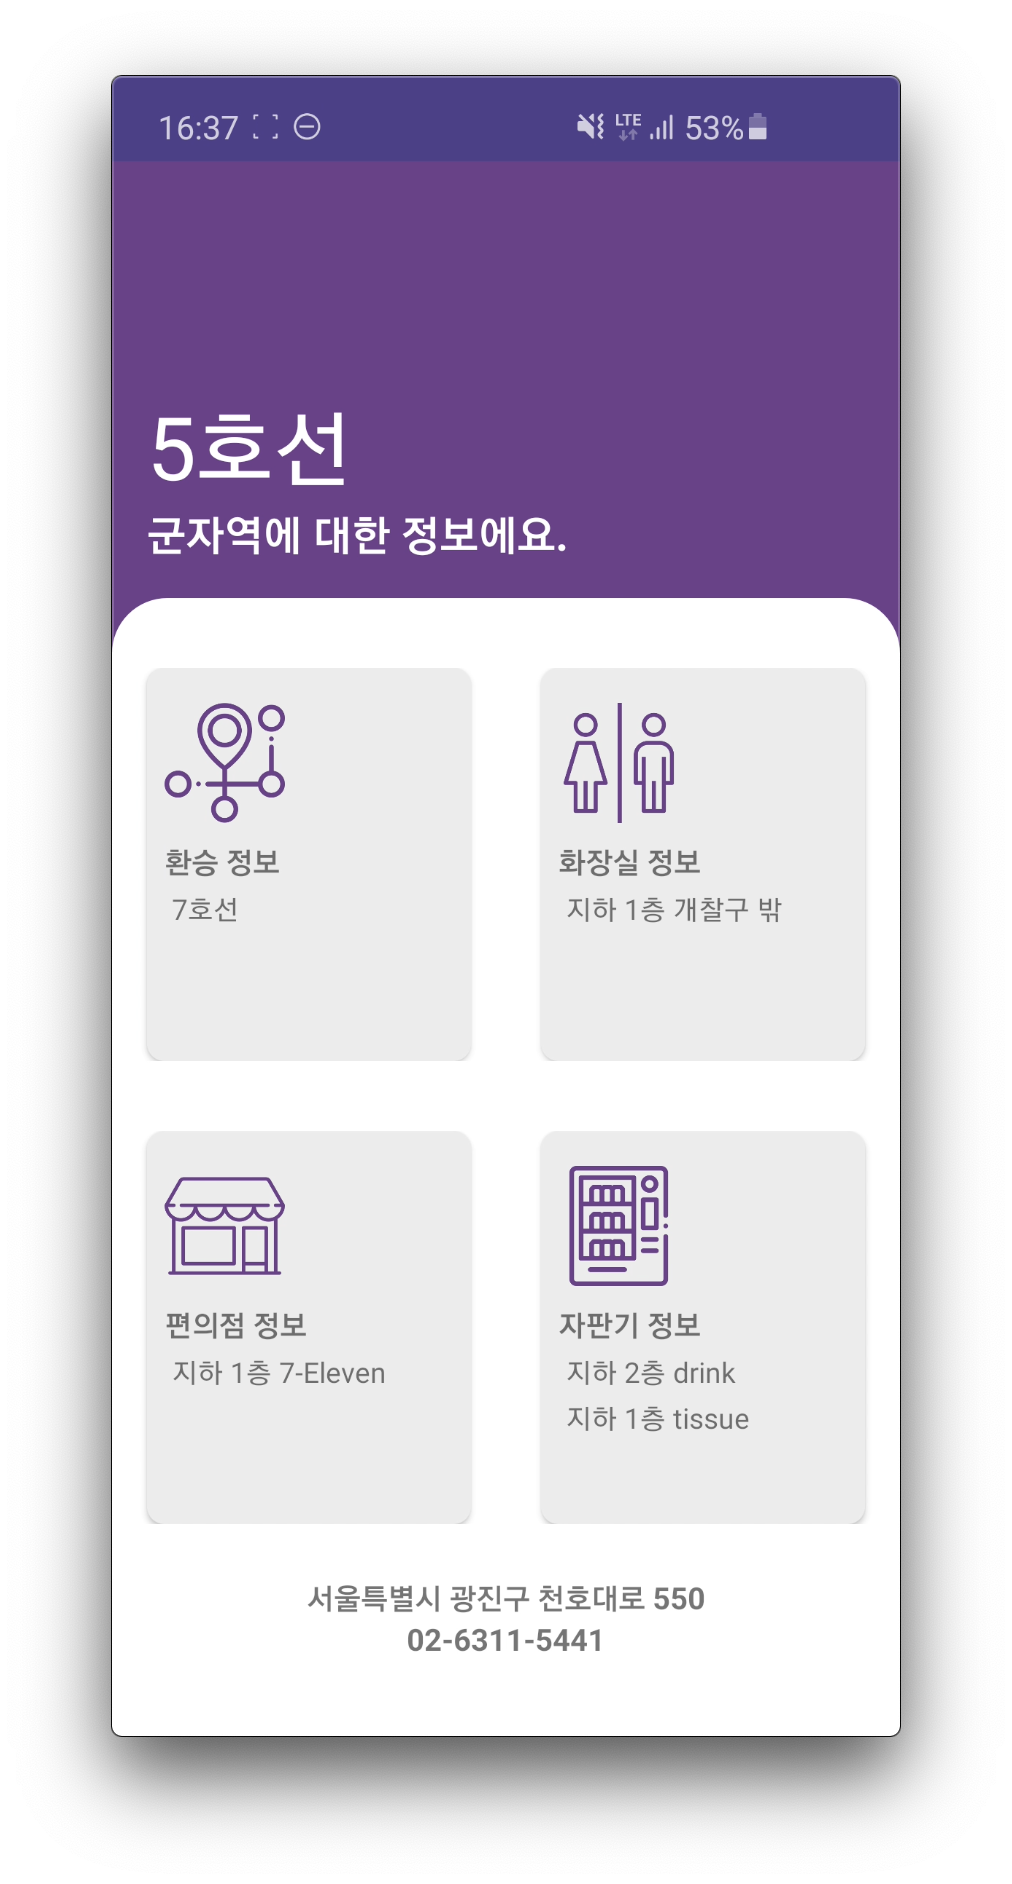 16:37 LTE 53%
5호선
군자역에 대한 정보에요.
환승 정보
7호선
화장실 정보
지하 1층 개찰구 밖
편의점 정보
지하 1층 7-Eleven
자판기 정보
지하 2층 drink
지하 1층 tissue
서울특별시 광진구 천호대로 550
02-6311-5441